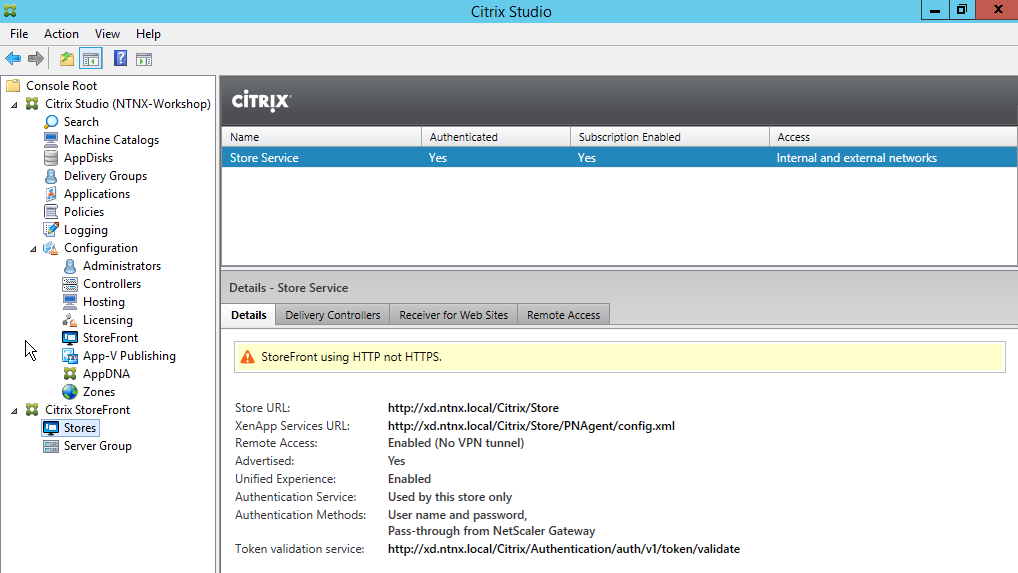 Citrix Studio
File Action View Help
Console Root
Citrix Studio (NTNX-Workshop)
Search
Machine Catalogs
AppDisks
Delivery Groups
Applications
Policies
Logging
Configuration
Administrators
Controllers
Hosting
Licensing
StoreFront
App-V Publishing
AppDNA
Zones
Citrix StoreFront
Stores
Server Group
CITRIX
Name Authenticated Subscription Enabled Access
Store Service Yes Yes Internal and external networks
Details - Store Service
Details Delivery Controllers Receiver for Web Sites Remote Access
StoreFront using HTTP not HTTPS.
Store URL: http://xd.ntnx.local/Citrix/Store
XenApp Services URL: http://xd.ntnx.local/Citrix/Store/PNAgent/config.xml
Remote Access: Enabled (No VPN tunnel)
Advertised: Yes
Unified Experience: Enabled
Authentication Service: Used by this store only
Authentication Methods: User name and password,
Pass-through from NetScaler Gateway
Token validation service: http://xd.ntnx.local/Citrix/Authentication/auth/v1/token/validate